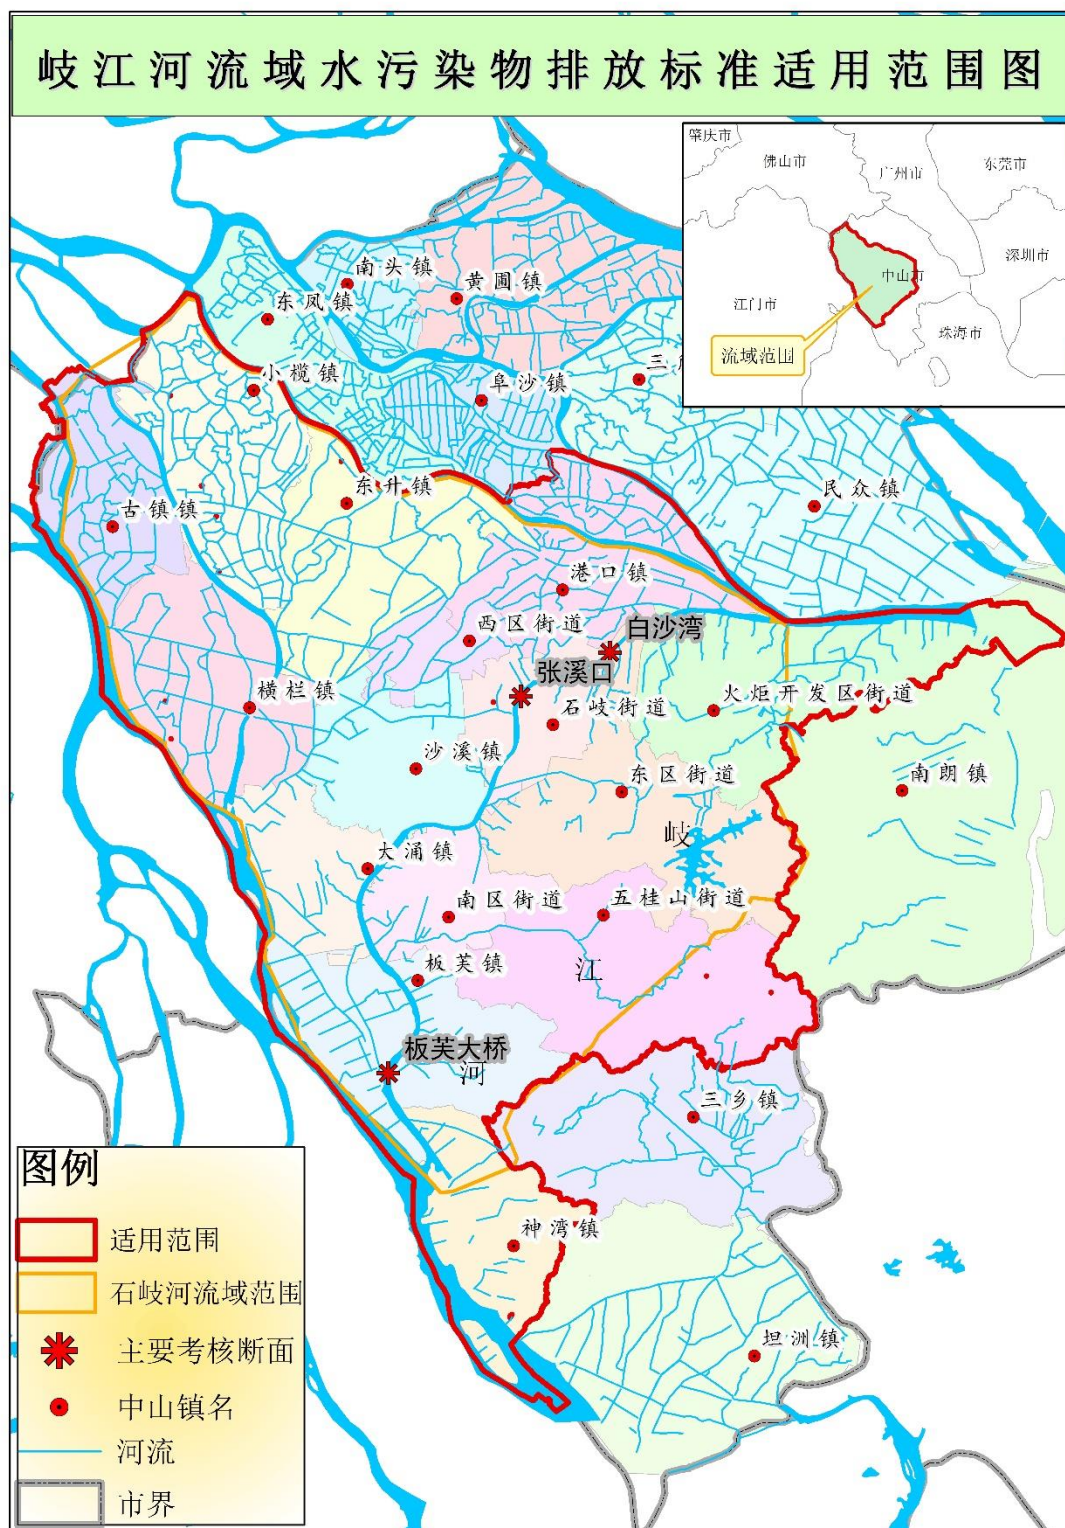 岐江河流域水污染物排放标准适用范围图
肇庆市
佛山市
广州市
东莞市
深圳市
中山市
江门市
珠海市
流域范围
南头镇
黄圃镇
东凤镇
小榄镇
阜沙镇
三
东升镇
民众镇
古镇镇
港口镇
西区街道
白沙湾
张溪口
横栏镇
石岐街道
火炬开发区街道
沙溪镇
东区街道
南朗镇
岐
大涌镇
南区街道
五桂山街道
板芙镇
江
板芙大桥
河
三乡镇
神湾镇
坦洲镇
图例
适用范围
石岐河流域范围
主要考核断面
中山镇名
河流
市界